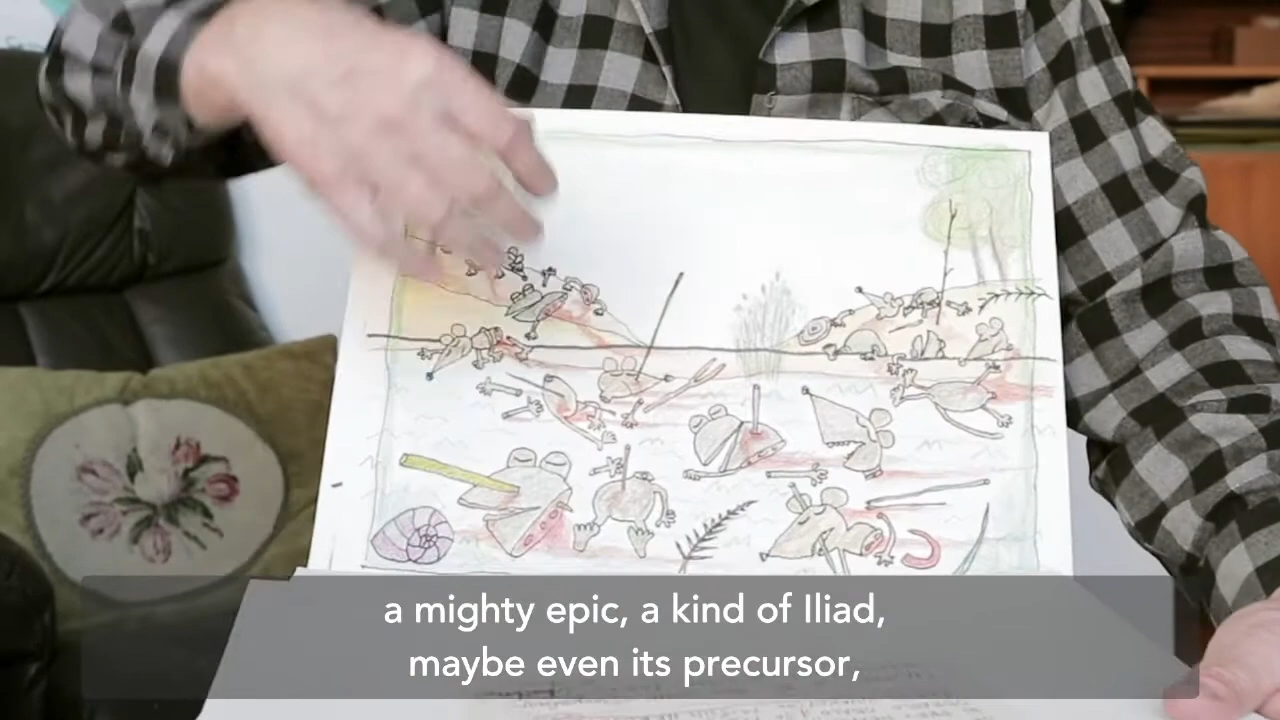 a mighty epic, a kind of Iliad,
maybe even its precursor,